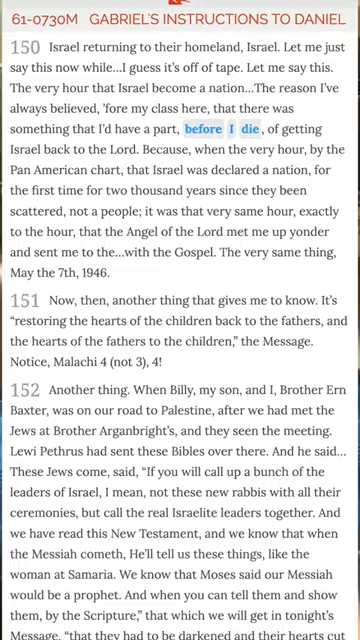 61-0730M GABRIEL'S INSTRUCTIONS TO DANIEL
150 Israel returning to their homeland, Israel. Let me just
say this now while…I guess it's off of tape. Let me say this.
The very hour that Israel become a nation…The reason I've
always believed, 'fore my class here, that there was
something that I'd have a part, before I die, of getting
Israel back to the Lord. Because, when the very hour, by the
Pan American chart, that Israel was declared a nation, for
the first time for two thousand years since they been
scattered, not a people; it was that very same hour, exactly
to the hour, that the Angel of the Lord met me up yonder
and sent me to the…with the Gospel. The very same thing,
May the 7th, 1946.
151 Now, then, another thing that gives me to know. It's
“restoring the hearts of the children back to the fathers, and
the hearts of the fathers to the children,” the Message.
Notice, Malachi 4 (not 3), 4!
152 Another thing. When Billy, my son, and I, Brother Ern
Baxter, was on our road to Palestine, after we had met the
Jews at Brother Arganbright's, and they seen the meeting.
Lewi Pethrus had sent these Bibles over there. And he said…
These Jews come, said, “If you will call up a bunch of the
leaders of Israel, I mean, not these new rabbis with all their
ceremonies, but call the real Israelite leaders together. And
we have read this New Testament, and we know that when
the Messiah cometh, He'll tell us these things, like the
woman at Samaria. We know that Moses said our Messiah
would be a prophet. And when you can tell them and show
them, by the Scripture,” that which we will get in tonight's
Message, “that they had to be darkened and their hearts cut